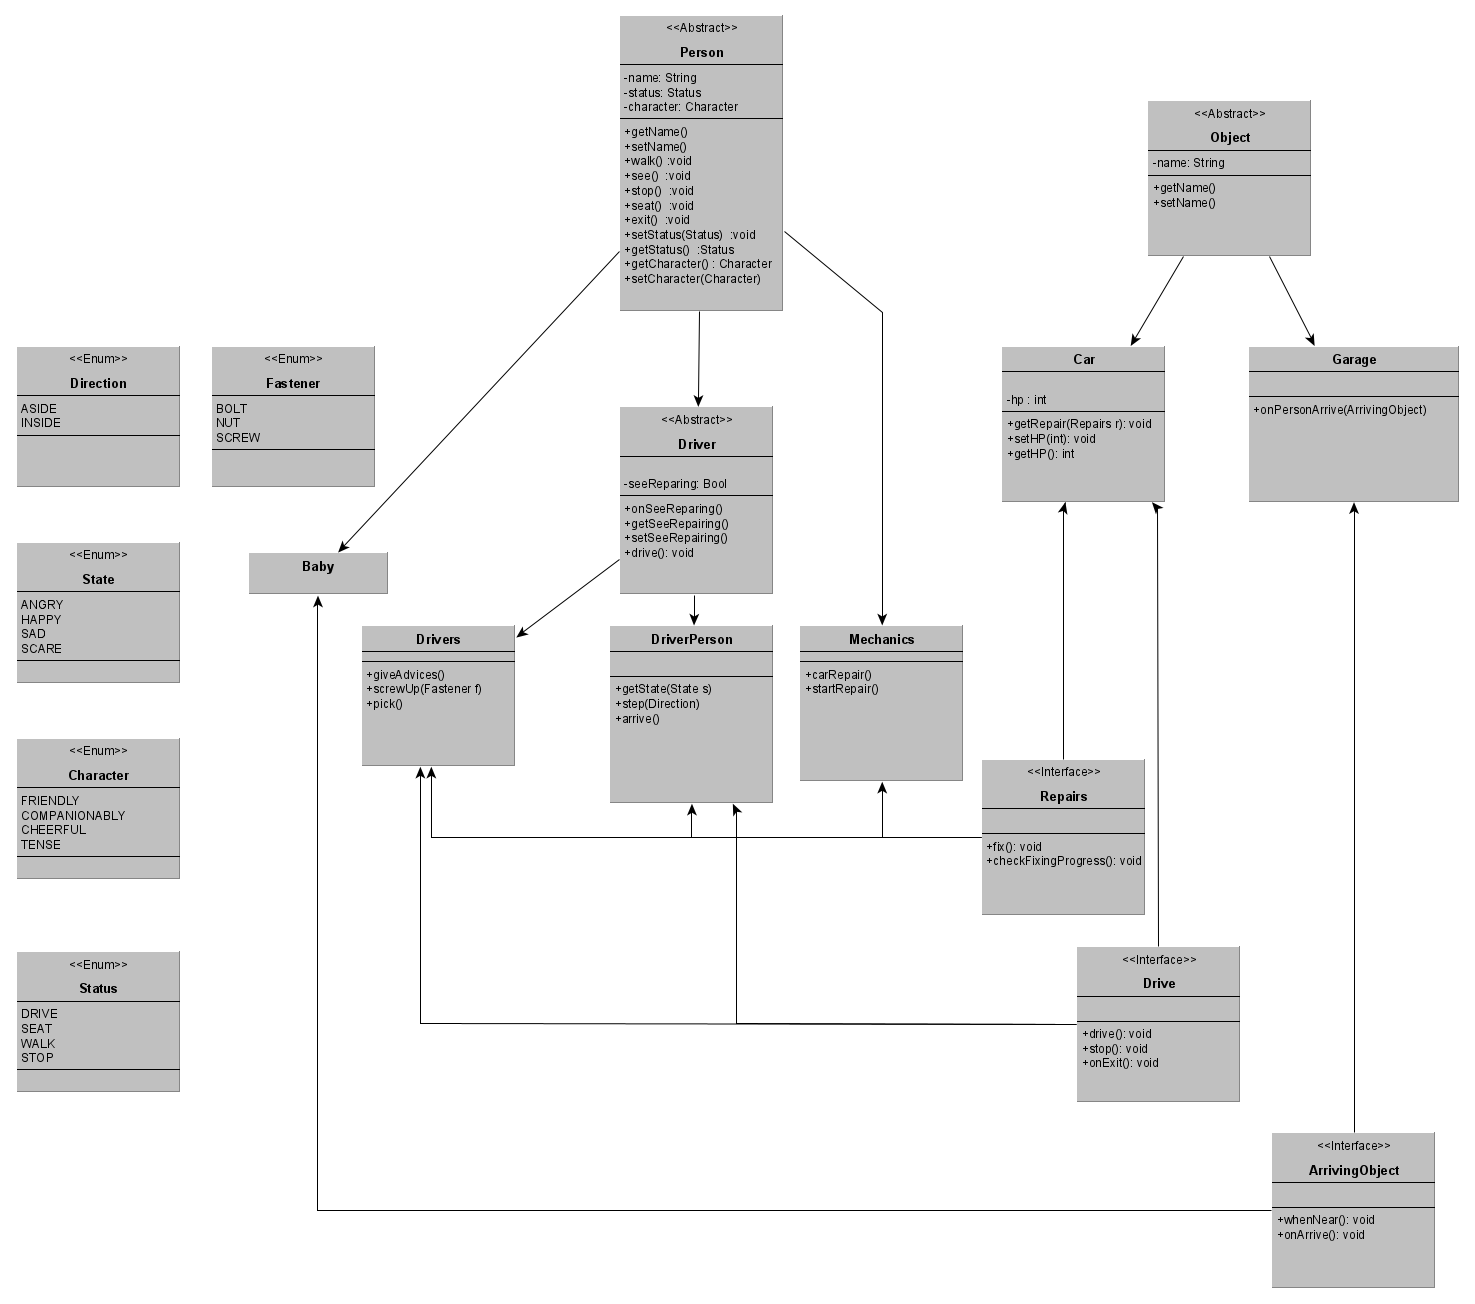 <<Abstract>>
Person
-name: String
-status: Status
-character: Character
+getName()
+setName()
+walk() :void
+see()  :void
+stop()  :void
+seat()  :void
+exit()  :void
+setStatus(Status)  :void
+getStatus()  :Status
+getCharacter() : Character
+setCharacter(Character)
<<Abstract>>
Object
-name: String
+getName()
+setName()
<<Enum>>
Direction
ASIDE
INSIDE
<<Enum>>
Fastener
BOLT
NUT
SCREW
<<Abstract>>
Driver
-seeReparing: Bool
+onSeeReparing()
+getSeeRepairing()
+setSeeRepairing()
+drive(): void
Car
-hp : int
+getRepair(Repairs r): void
+setHP(int): void
+getHP(): int
Garage
+onPersonArrive(ArrivingObject)
<<Enum>>
State
ANGRY
HAPPY
SAD
SCARE
Baby
Drivers
+giveAdvices()
+screwUp(Fastener f)
+pick()
DriverPerson
+getState(State s)
+step(Direction)
+arrive()
Mechanics
+carRepair()
+startRepair()
<<Enum>>
Character
FRIENDLY
COMPANIONABLY
CHEERFUL
TENSE
<<Interface>>
Repairs
+fix(): void
+checkFixingProgress(): void
<<Enum>>
Status
DRIVE
SEAT
WALK
STOP
<<Interface>>
Drive
+drive(): void
+stop(): void
+onExit(): void
<<Interface>>
ArrivingObject
+whenNear(): void
+onArrive(): void